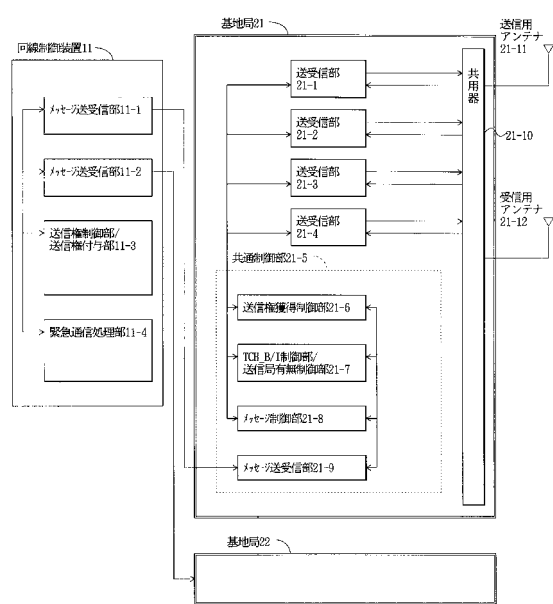 回線制御装置11
メッセージ送受信部11-1
メッセージ送受信部11-2
送信権制御部/
送信権付与部11-3
緊急通信処理部11-4
基地局21
送受信部
21-1
送受信部
21-2
送受信部
21-3
送受信部
21-4
共通制御部21-5
送信権獲得制御部21-6
TCH_B/I制御部/
送信局有無制御部21-7
メッセージ制御部21-8
メッセージ送受信部21-9
共用器
21-10
送信用
アンテナ
21-11
受信用
アンテナ
21-12
基地局22